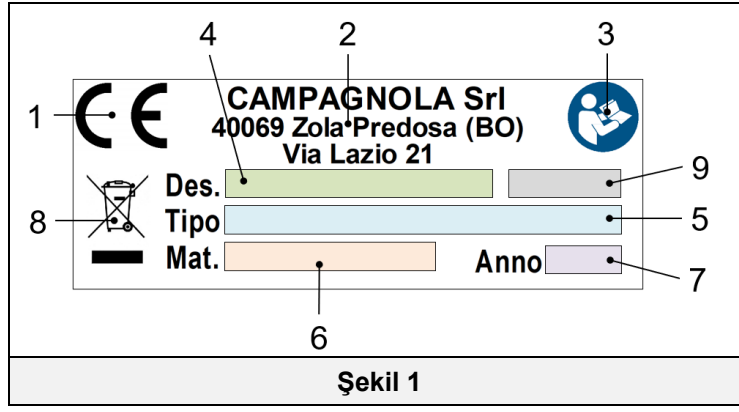 4 2 3
1 CE CAMPAGNOLA Srl
40069 Zola Predosa (BO)
Via Lazio 21
Des. 9
8 Tipo 5
Mat. Anno 7
6
Şekil 1